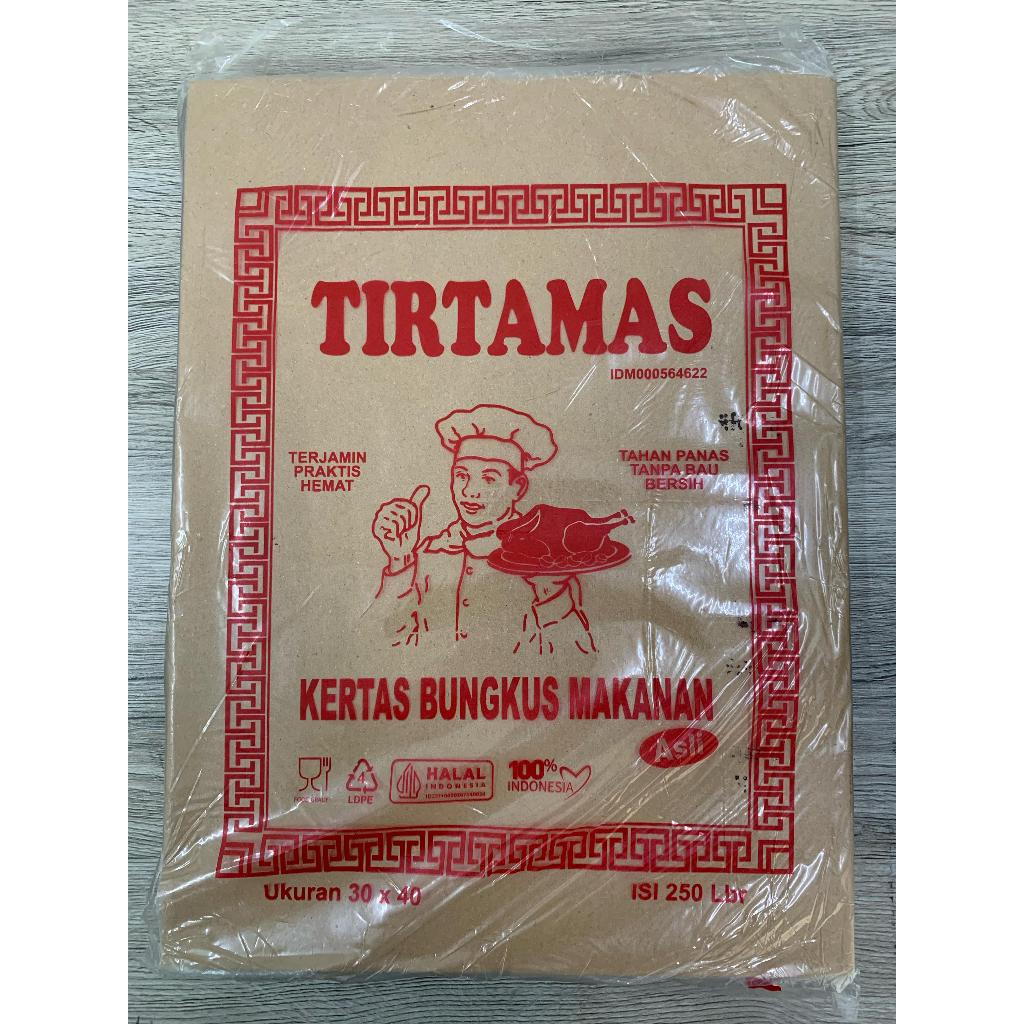 TIRTAMAS
IDM000564622
TERJAMIN
PRAKTIS
HEMAT
TAHAN PANAS
TANPA BAU
BERSIH
KERTAS BUNGKUS MAKANAN
Asli
4
LDPE
HALAL
INDONESIA
100%
INDONESIA
Ukuran 30 x 40
ISI 250 Lbr